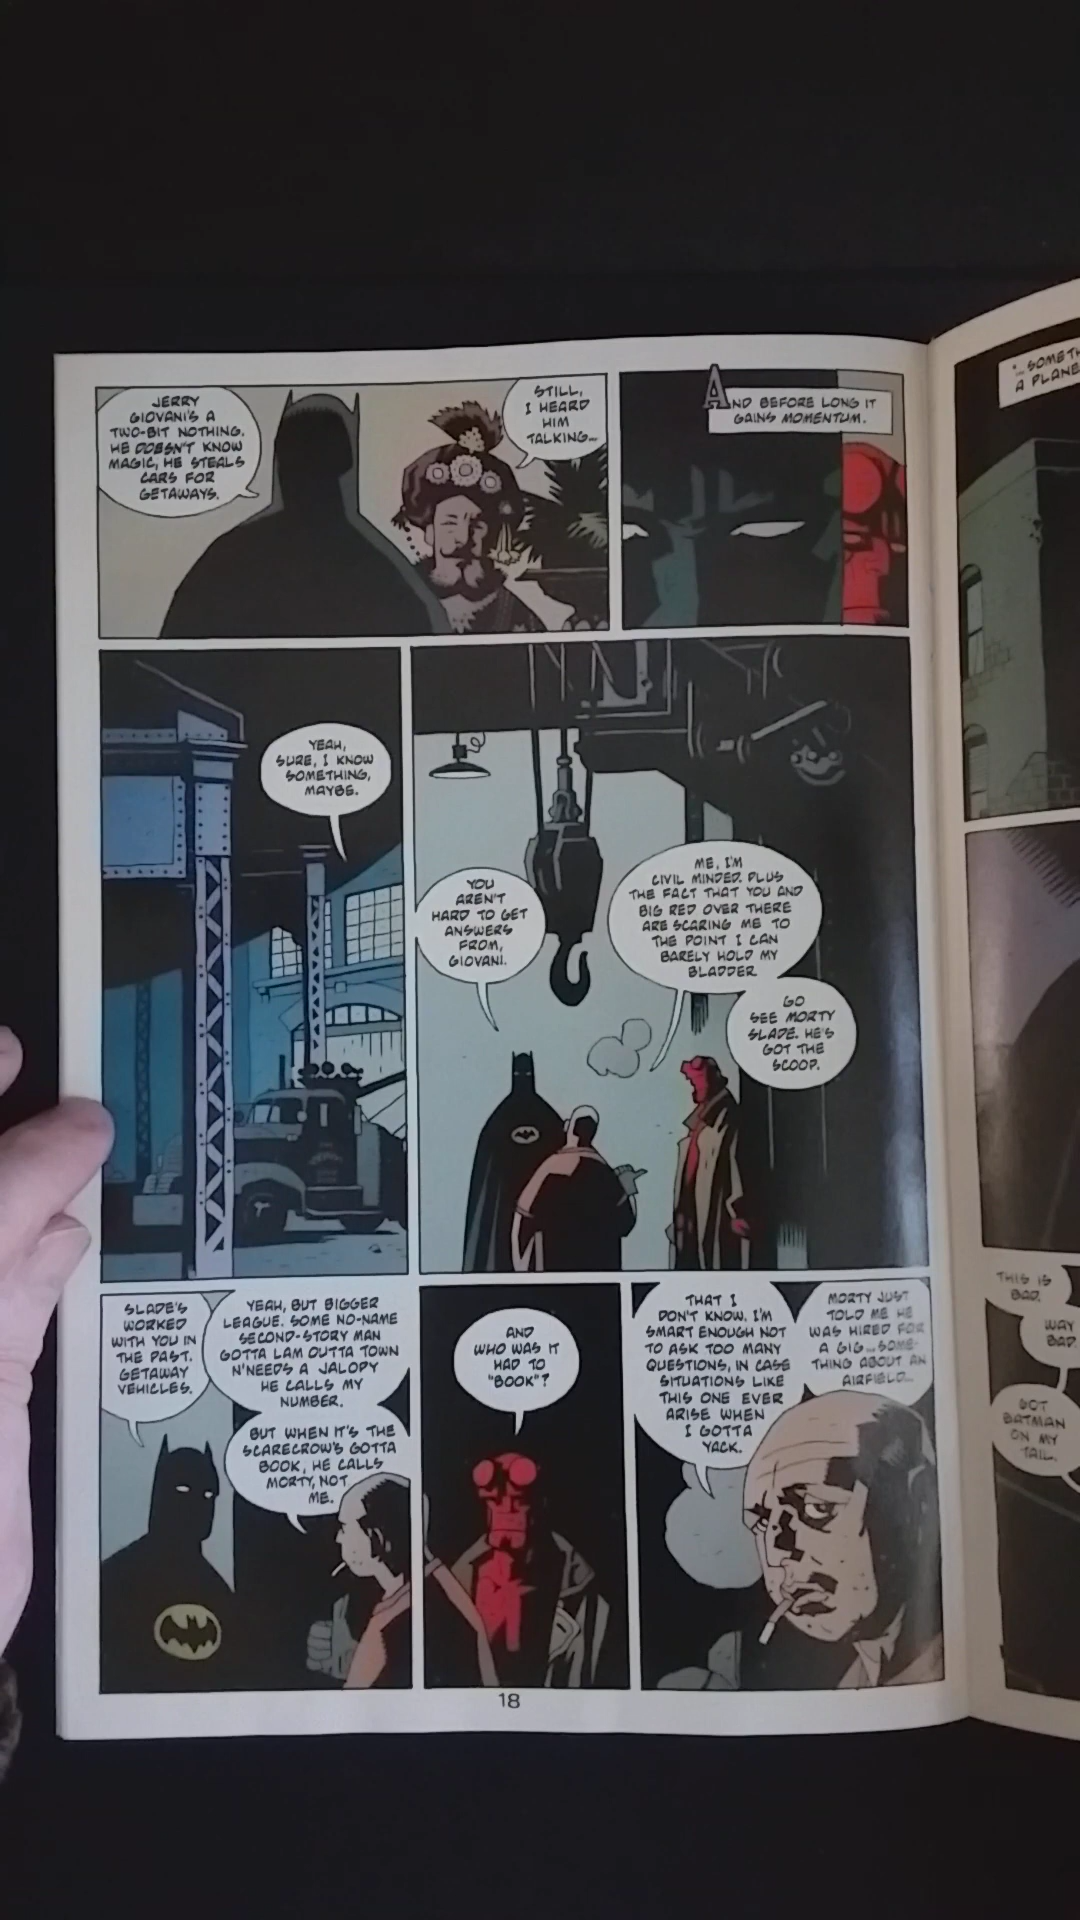 JERRY
GIOVANI'S A
TWO-BIT NOTHING.
HE DOESN'T KNOW
MAGIC, HE STEALS
CARS FOR
GETAWAYS.
STILL,
I HEARD
HIM
TALKING...
AND BEFORE LONG IT
GAINS MOMENTUM.
YEAH,
SURE, I KNOW
SOMETHING,
MAYBE.
YOU
AREN'T
HARD TO GET
ANSWERS
FROM,
GIOVANI.
ME, I'M
CIVIL MINDED. PLUS
THE FACT THAT YOU AND
BIG RED OVER THERE
ARE SCARING ME TO
THE POINT I CAN
BARELY HOLD MY
BLADDER.
GO
SEE MORTY
SLADE. HE'S
GOT THE
SCOOP.
SLADE'S
WORKED
WITH YOU IN
THE PAST.
GETAWAY
VEHICLES.
YEAH, BUT BIGGER
LEAGUE. SOME NO-NAME
SECOND-STORY MAN
GOTTA LAM OUTTA TOWN
N'NEEDS A JALOPY
HE CALLS MY
NUMBER.
BUT WHEN IT'S THE
SCARECROW'S GOTTA
BOOK, HE CALLS
MORTY, NOT
ME.
AND
WHO WAS IT
HAD TO
"BOOK"?
THAT I
DON'T KNOW. I'M
SMART ENOUGH NOT
TO ASK TOO MANY
QUESTIONS, IN CASE
SITUATIONS LIKE
THIS ONE EVER
ARISE WHEN
I GOTTA
YACK.
MORTY JUST
TOLD ME HE
WAS HIRED FOR
A GIG...SOME-
THING ABOUT AN
AIRFIELD...
18
"...SOMETH
A PLANE
THIS IS
BAD.
WAY
BAD.
GOT
BATMAN
ON MY
TAIL.